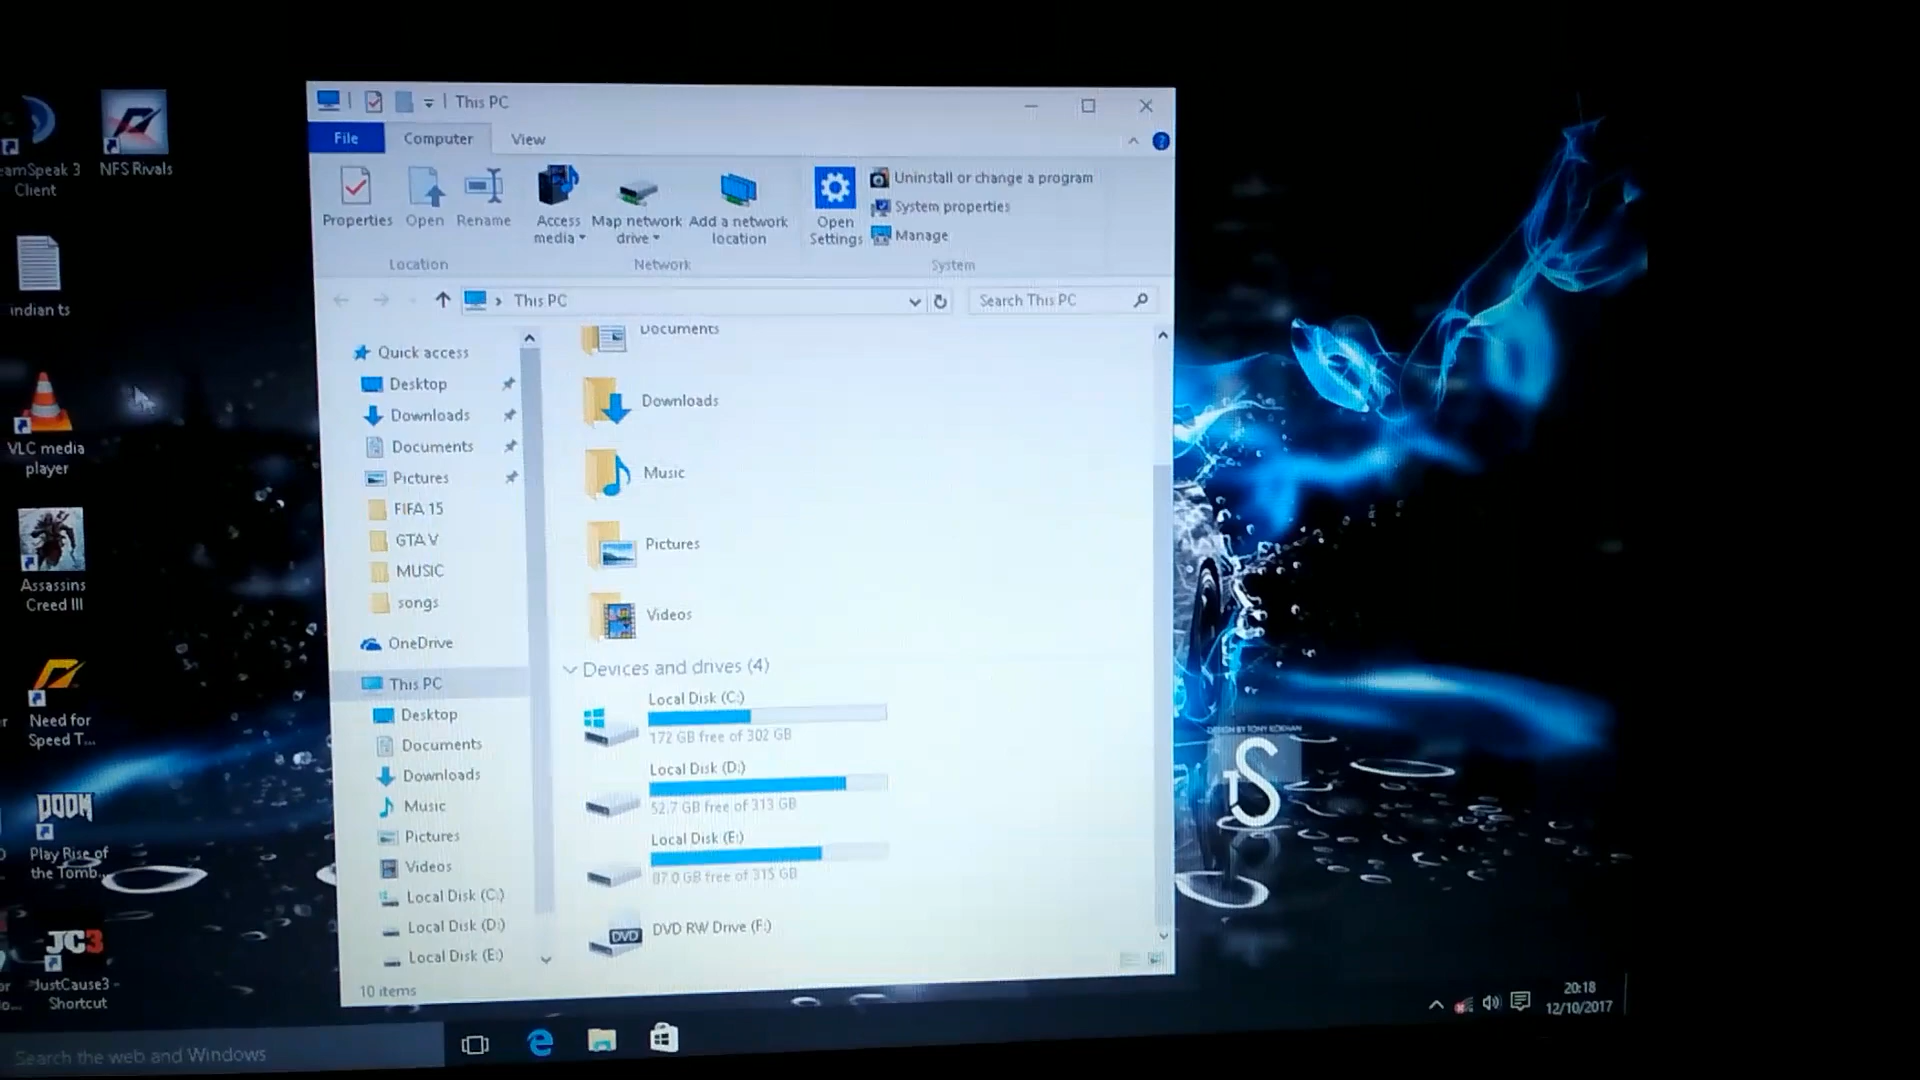 eamSpeak 3
Client
NFS Rivals
indian ts
VLC media
player
Assassins
Creed III
Need for
Speed T...
DOOM
Play Rise of
the Tomb...
JC3
JustCause3 -
Shortcut
This PC
File
Computer
View
Properties
Open
Rename
Access
media
Map network
drive
Add a network
location
Open
Settings
Uninstall or change a program
System properties
Manage
Location
Network
System
This PC
Search This PC
Quick access
Desktop
Downloads
Documents
Pictures
FIFA 15
GTA V
MUSIC
songs
OneDrive
This PC
Desktop
Documents
Downloads
Music
Pictures
Videos
Local Disk (C:)
Local Disk (D:)
Local Disk (E:)
Documents
Downloads
Music
Pictures
Videos
Devices and drives (4)
Local Disk (C:)
172 GB free of 302 GB
Local Disk (D:)
52.7 GB free of 313 GB
Local Disk (E:)
87.0 GB free of 315 GB
DVD
DVD RW Drive (F:)
10 items
DESIGN BY TONY KOKHAN
tS
Search the web and Windows
20:18
12/10/2017